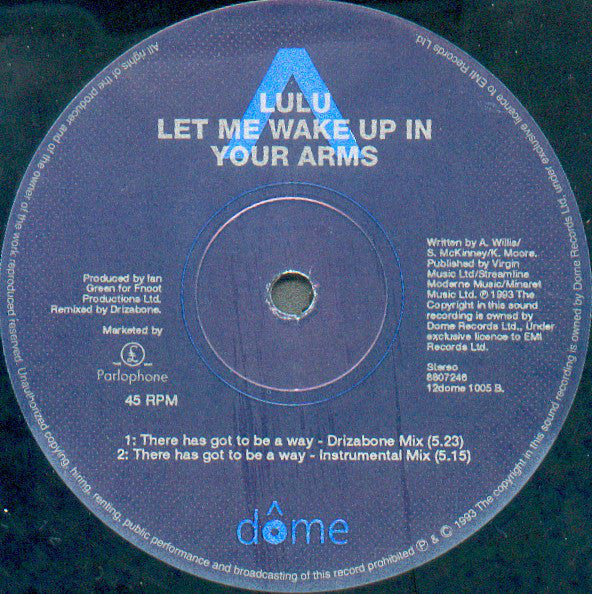 LULU
LET ME WAKE UP IN
YOUR ARMS
Produced by Ian
Green for Fnoot
Productions Ltd.
Remixed by Drizabone.
Marketed by
Parlophone
45 RPM
Written by A. Willis/
S. McKinney/K. Moore.
Published by Virgin
Music Ltd/Streamline
Moderne Music/Minaret
Music Ltd. ℗ 1993 The
Copyright in this sound
recording is owned by
Dome Records Ltd., Under
exclusive licence to EMI
Records Ltd.
Stereo
8807246
12dome 1005 B.
1: There has got to be a way - Drizabone Mix (5.23)
2: There has got to be a way - Instrumental Mix (5.15)
dôme
All rights of the producer and of the owner of the work reproduced reserved. Unauthorized copying, hiring, renting, public performance and broadcasting of this record prohibited ℗ & © 1993 The copyright in this sound recording is owned by Dome Records Ltd. under exclusive licence to EMI Records Ltd